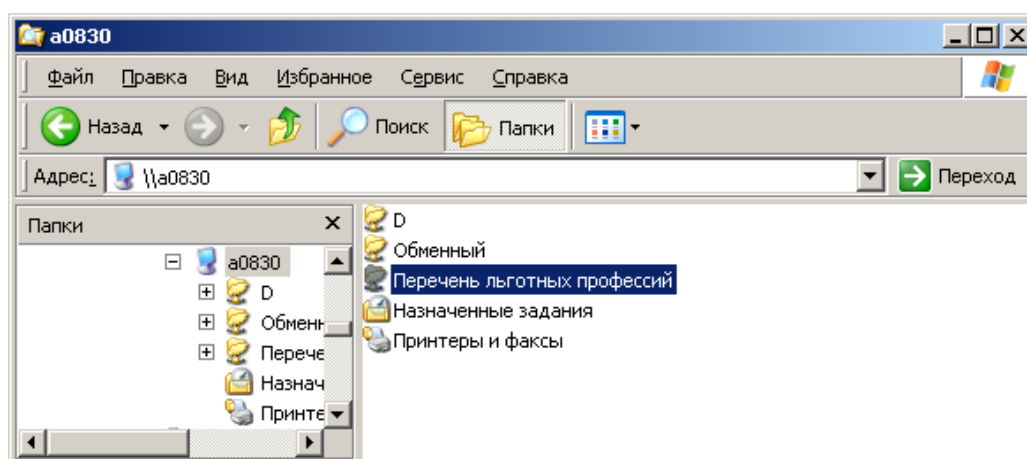 a0830
Файл Правка Вид Избранное Сервис Справка
Назад Поиск Папки
Адрес: \\a0830 Переход
Папки
a0830
D
Обменн
Перече
Назнач
Принте
D
Обменный
Перечень льготных профессий
Назначенные задания
Принтеры и факсы